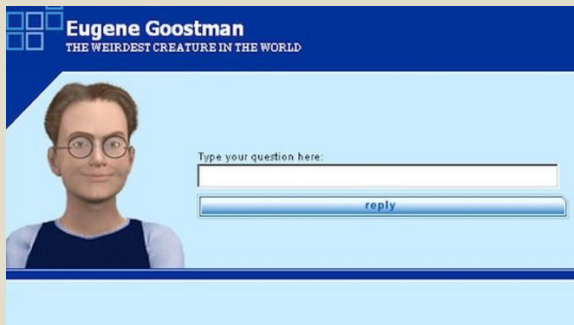 Eugene Goostman
THE WEIRDEST CREATURE IN THE WORLD
Type your question here:
reply